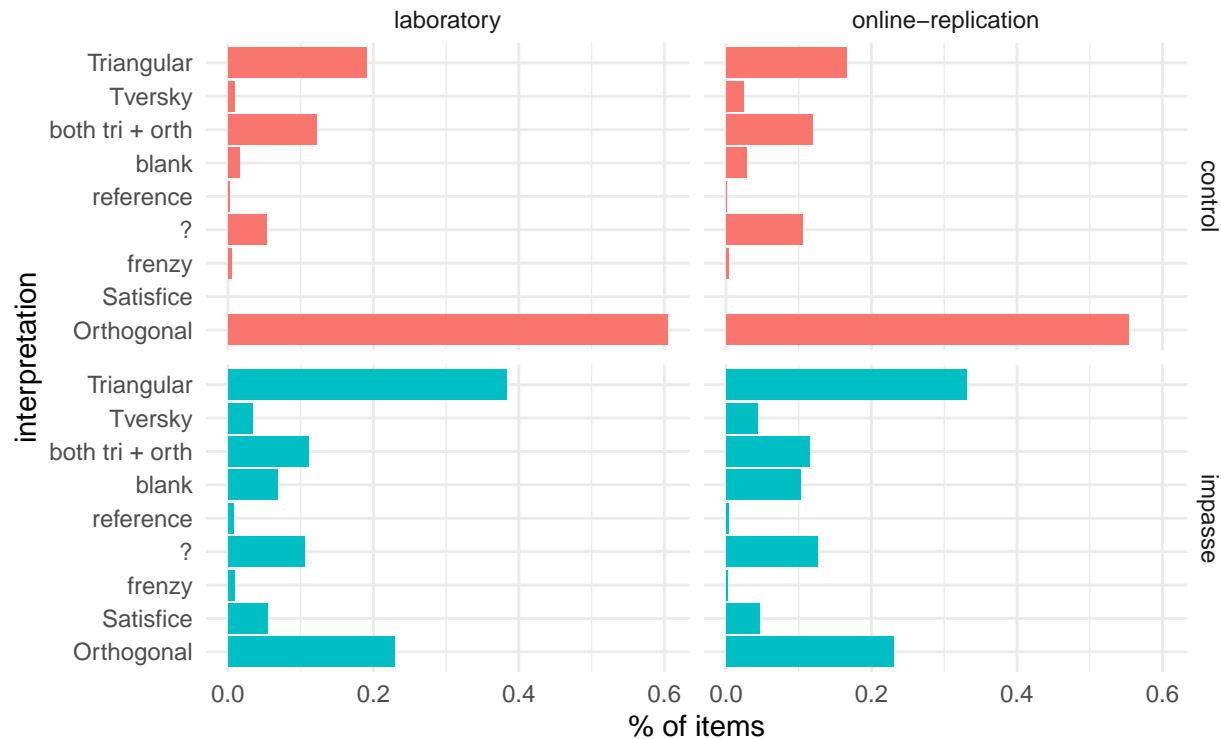 laboratory
online−replication
Triangular
Tversky
both tri + orth
blank
reference
?
frenzy
Satisfice
Orthogonal
control
interpretation
Triangular
Tversky
both tri + orth
blank
reference
?
frenzy
Satisfice
Orthogonal
impasse
0.0 0.2 0.4 0.6 0.0 0.2 0.4 0.6
% of items